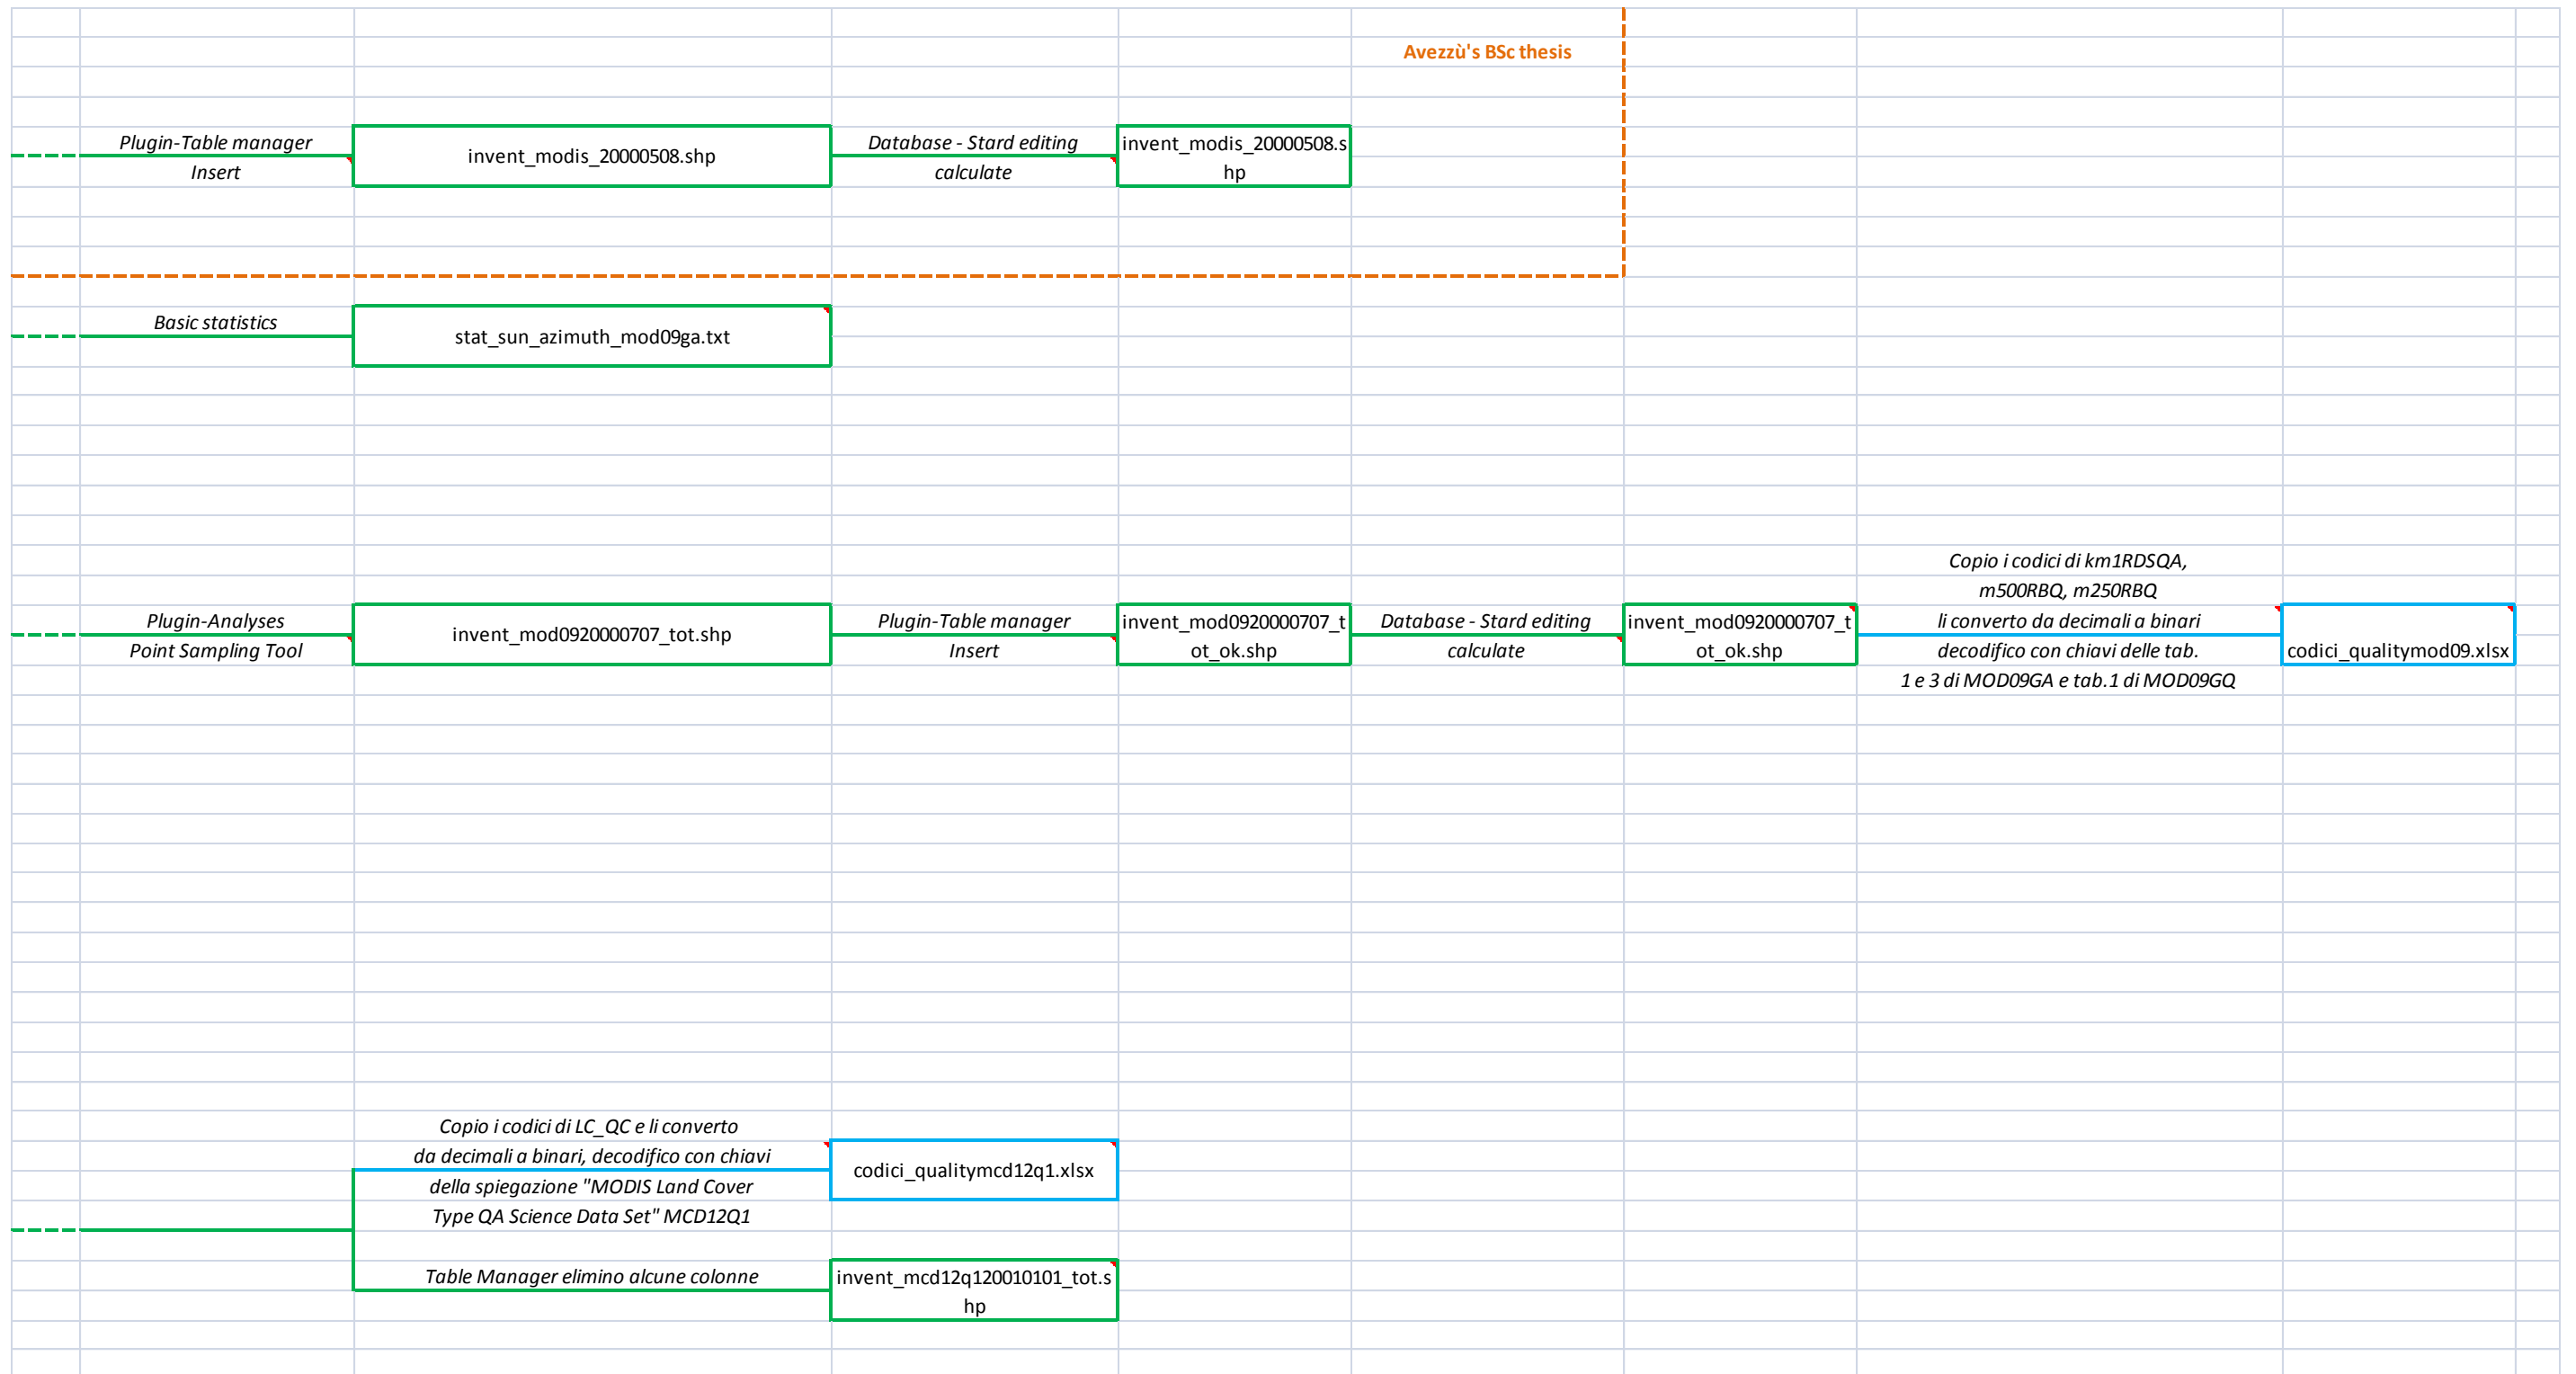 Avezzù's BSc thesis
Plugin-Table manager
Insert
invent_modis_20000508.shp
Database - Stard editing
calculate
invent_modis_20000508.s
hp
Basic statistics
stat_sun_azimuth_mod09ga.txt
Plugin-Analyses
Point Sampling Tool
invent_mod0920000707_tot.shp
Plugin-Table manager
Insert
invent_mod0920000707_t
ot_ok.shp
Database - Stard editing
calculate
invent_mod0920000707_t
ot_ok.shp
Copio i codici di km1RDSQA,
m500RBQ, m250RBQ
li converto da decimali a binari
decodifico con chiavi delle tab.
1 e 3 di MOD09GA e tab.1 di MOD09GQ
codici_qualitymod09.xlsx
Copio i codici di LC_QC e li converto
da decimali a binari, decodifico con chiavi
della spiegazione "MODIS Land Cover
Type QA Science Data Set" MCD12Q1
codici_qualitymcd12q1.xlsx
Table Manager elimino alcune colonne
invent_mcd12q120010101_tot.s
hp